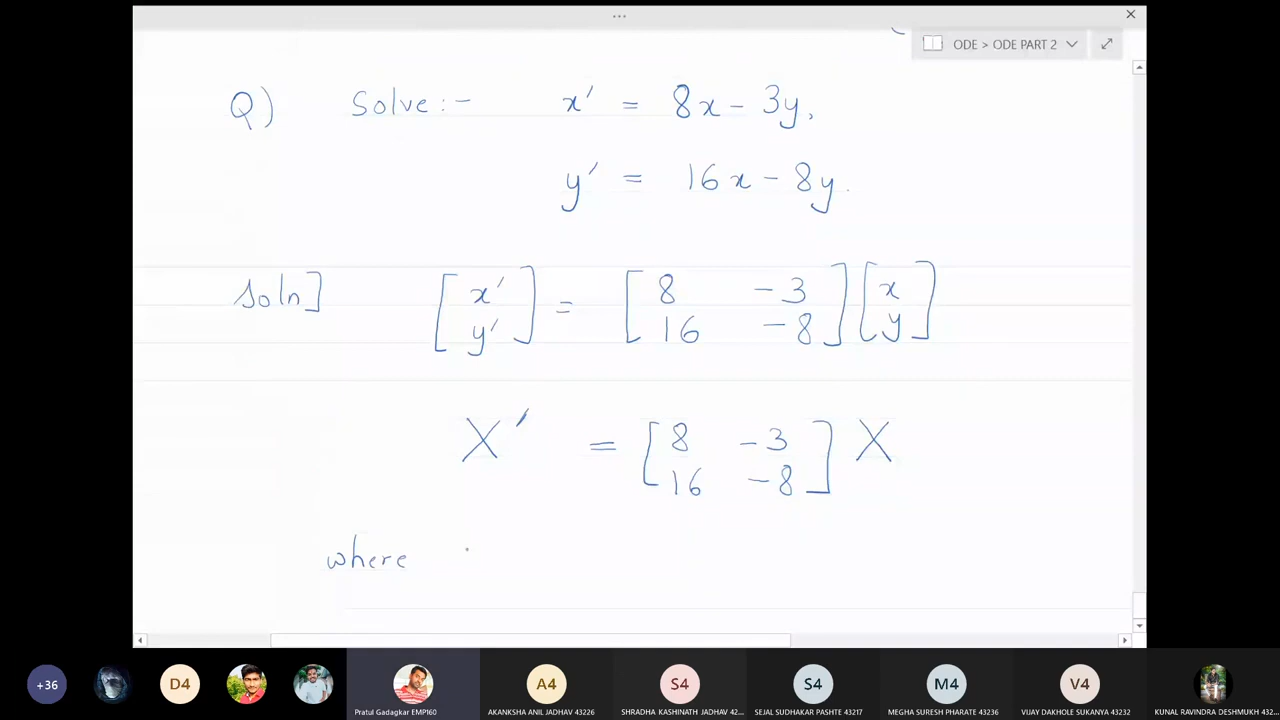 ODE > ODE PART 2
Q) Solve:- x' = 8x - 3y,
y' = 16x - 8y.
Soln] [x' y'] = [8 -3 16 -8] [x y]
X' = [8 -3 16 -8] X
where
+36 D4 A4 S4 S4 M4 V4
Pratul Gadagkar EMP160 AKANKSHA ANIL JADHAV 43226 SHRADHA KASHINATH JADHAV 42... SEJAL SUDHAKAR PASHTE 43217 MEGHA SURESH PHARATE 43236 VIJAY DAKHOLE SUKANYA 43232 KUNAL RAVINDRA DESHMUKH 432...